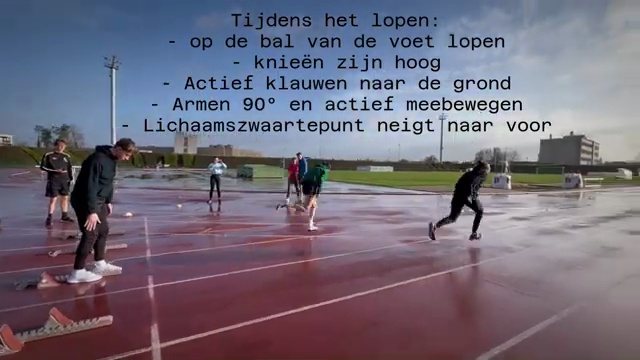 Tijdens het lopen:
- op de bal van de voet lopen
- knieën zijn hoog
- Actief klauwen naar de grond
- Armen 90° en actief meebewegen
- Lichaamszwaartepunt neigt naar voor